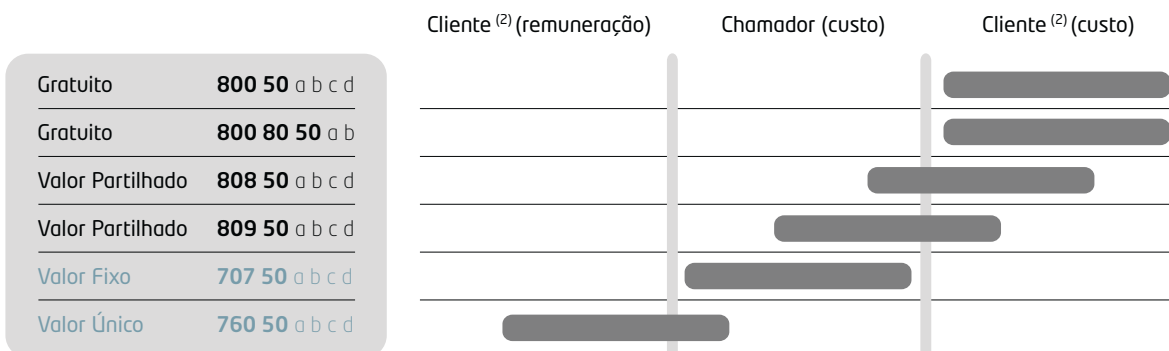 Cliente (2) (remuneração) Chamador (custo) Cliente (2) (custo)
Gratuito 800 50 a b c d
Gratuito 800 80 50 a b
Valor Partilhado 808 50 a b c d
Valor Partilhado 809 50 a b c d
Valor Fixo 707 50 a b c d
Valor Único 760 50 a b c d